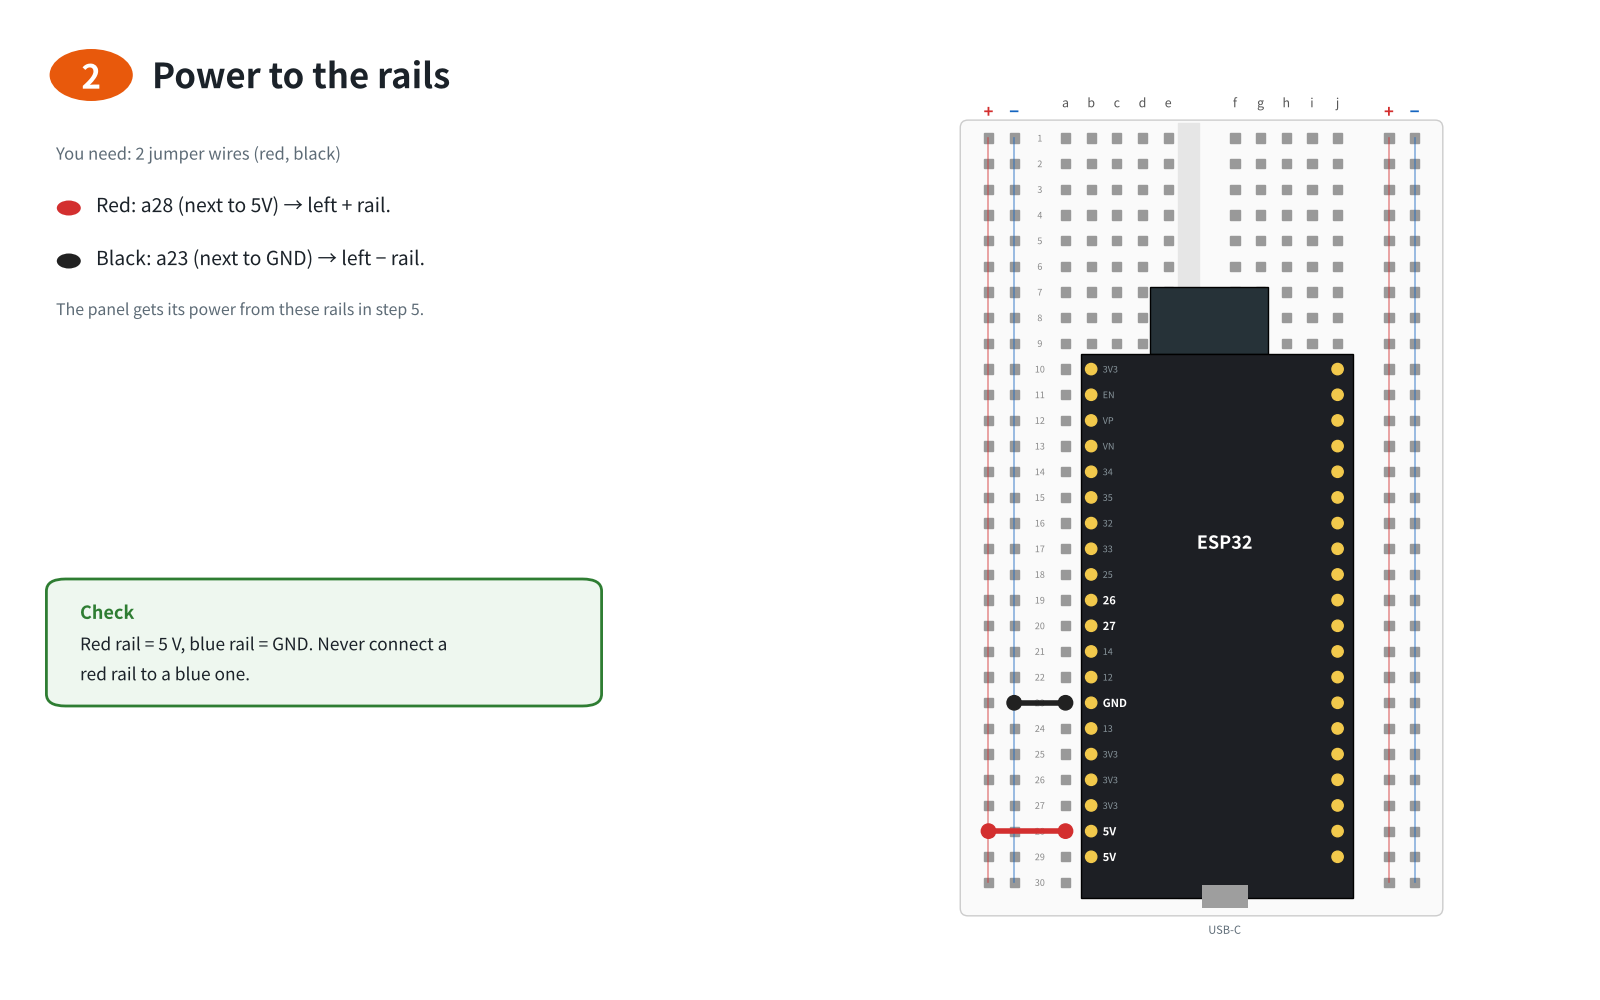 2 Power to the rails
You need: 2 jumper wires (red, black)
Red: a28 (next to 5V) → left + rail.
Black: a23 (next to GND) → left − rail.
The panel gets its power from these rails in step 5.
Check
Red rail = 5 V, blue rail = GND. Never connect a
red rail to a blue one.
+ − a b c d e f g h i j + −
1
2
3
4
5
6
7
8
9
10 3V3
11 EN
12 VP
13 VN
14 34
15 35
16 32
17 33
ESP32
18 25
19 26
20 27
21 14
22 12
GND
24 13
25 3V3
26 3V3
27 3V3
5V
29 5V
30
USB-C